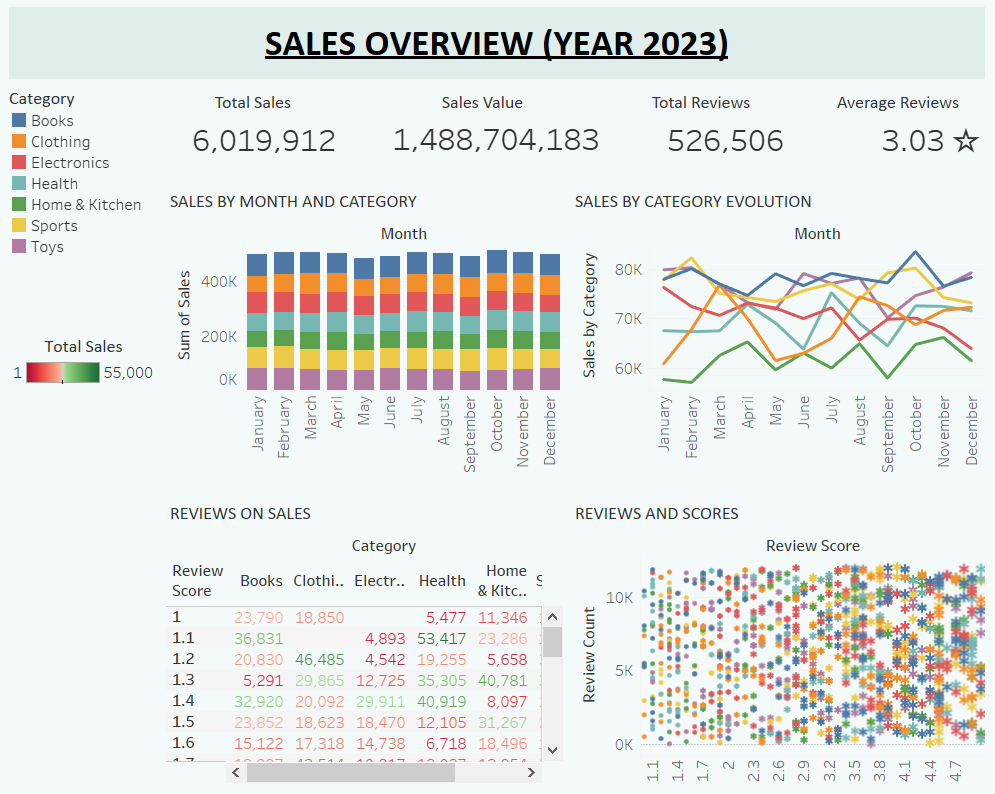 SALES OVERVIEW (YEAR 2023)
Category
Books
Clothing
Electronics
Health
Home & Kitchen
Sports
Toys
Total Sales
1 55,000
Total Sales Sales Value Total Reviews Average Reviews
6,019,912 1,488,704,183 526,506 3.03 ☆
SALES BY MONTH AND CATEGORY
Month
Sum of Sales
400K
200K
0K
January February March April May June July August September October November December
SALES BY CATEGORY EVOLUTION
Month
Sales by Category
80K
70K
60K
January February March April May June July August September October November December
REVIEWS ON SALES
Category
Review Score Books Clothi.. Electr.. Health Home & Kitc.. S
1 23,790 18,850 5,477 11,346
1.1 36,831 4,893 53,417 23,286
1.2 20,830 46,485 4,542 19,255 5,658
1.3 5,291 29,865 12,725 35,305 40,781
1.4 32,920 20,092 29,911 40,919 8,097
1.5 23,852 18,623 18,470 12,105 31,267
1.6 15,122 17,318 14,738 6,718 18,496
REVIEWS AND SCORES
Review Score
Review Count
10K
5K
0K
1.1 1.4 1.7 2 2.3 2.6 2.9 3.2 3.5 3.8 4.1 4.4 4.7